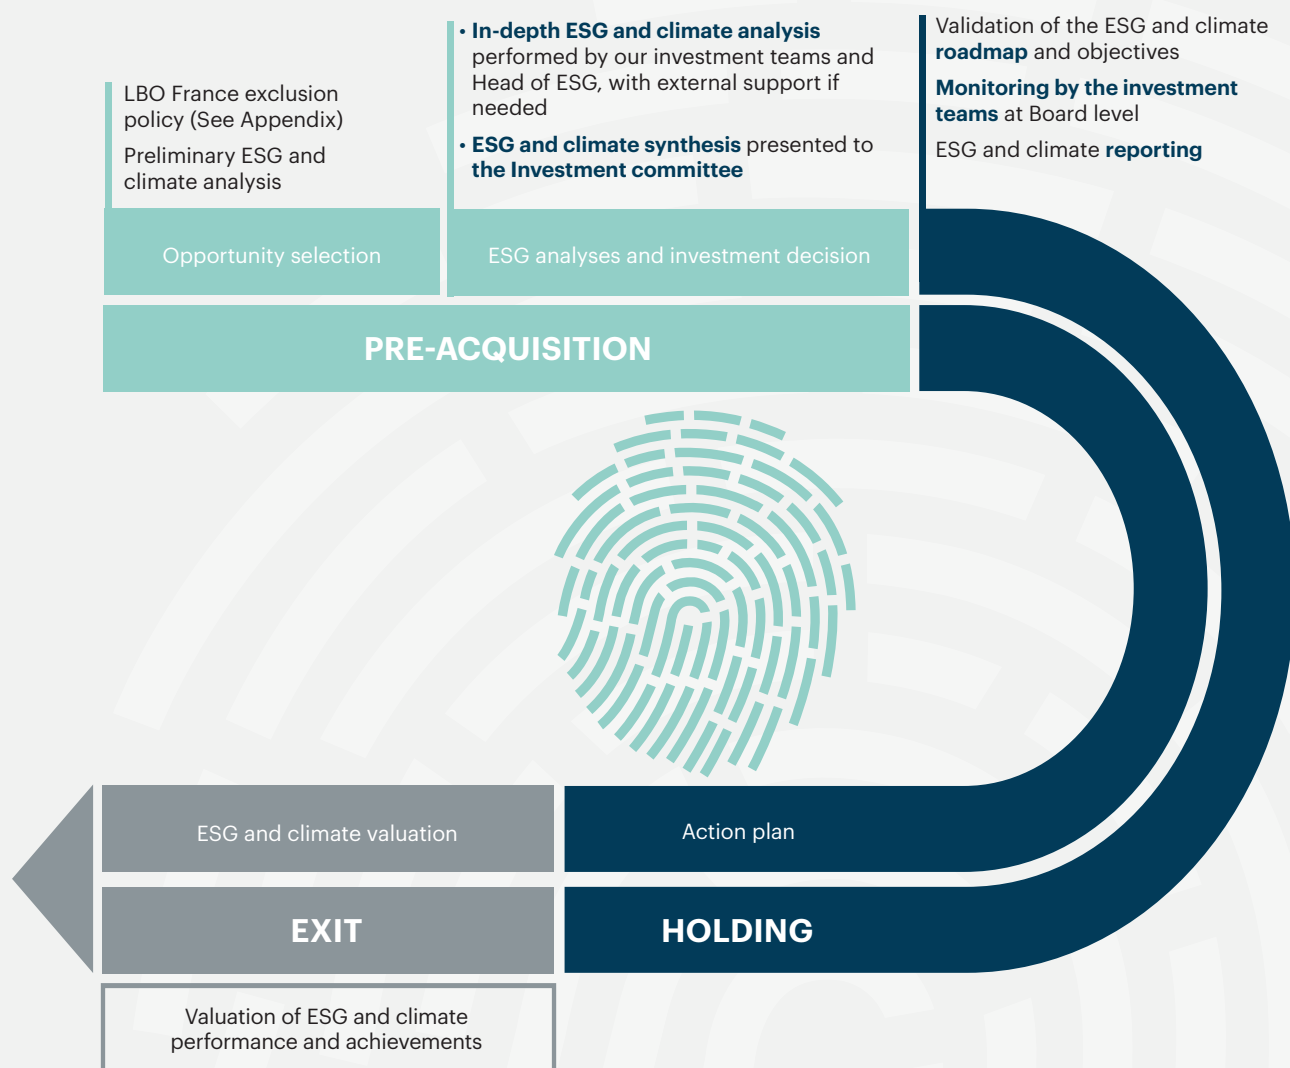 LBO France exclusion
policy (See Appendix)
Preliminary ESG and
climate analysis
• In-depth ESG and climate analysis
performed by our investment teams and
Head of ESG, with external support if
needed
• ESG and climate synthesis presented to
the Investment committee
Validation of the ESG and climate
roadmap and objectives
Monitoring by the investment
teams at Board level
ESG and climate reporting
Opportunity selection
ESG analyses and investment decision
PRE-ACQUISITION
ESG and climate valuation
Action plan
EXIT
HOLDING
Valuation of ESG and climate
performance and achievements